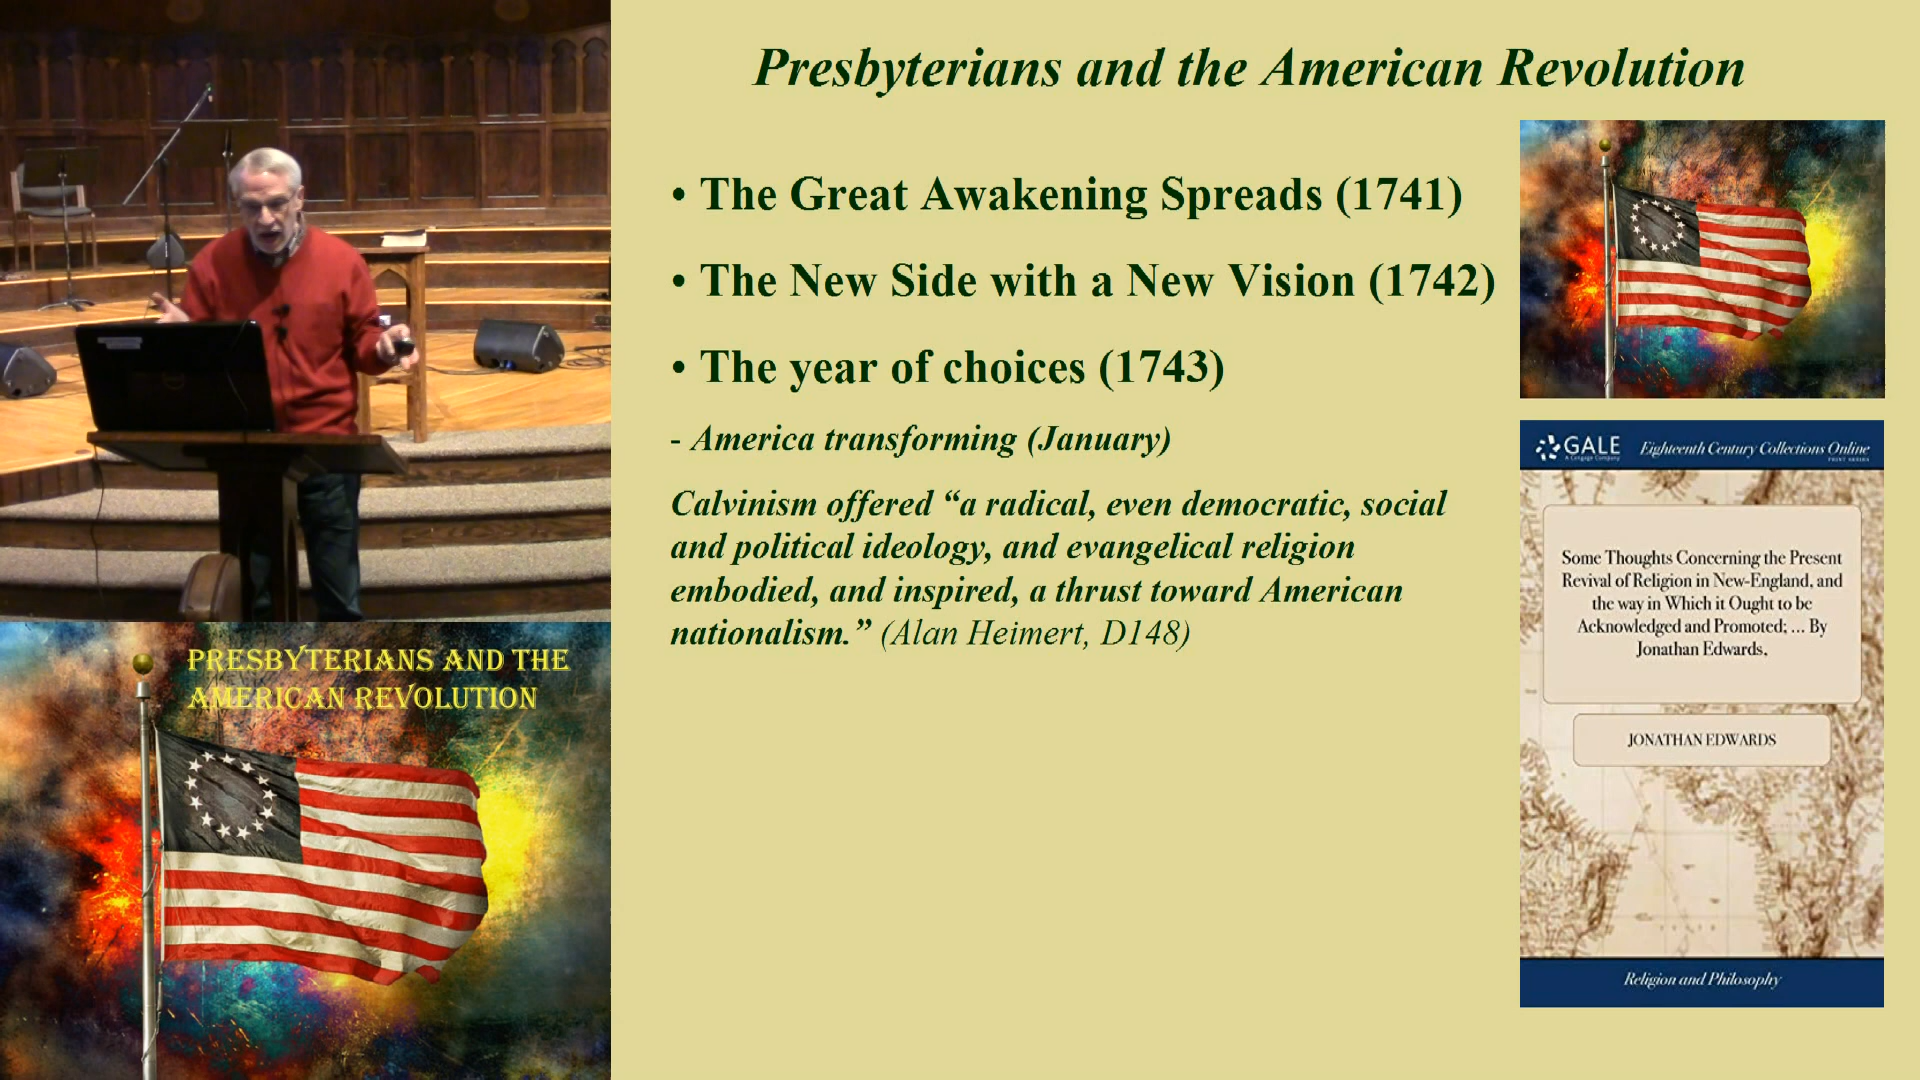 Presbyterians and the American Revolution
• The Great Awakening Spreads (1741)
• The New Side with a New Vision (1742)
• The year of choices (1743)
- America transforming (January)
Calvinism offered “a radical, even democratic, social
and political ideology, and evangelical religion
embodied, and inspired, a thrust toward American
nationalism.” (Alan Heimert, D148)
PRESBYTERIANS AND THE
AMERICAN REVOLUTION
GALE
A Cengage Company
Eighteenth Century Collections Online
PRINT SERIES
Some Thoughts Concerning the Present
Revival of Religion in New-England, and
the way in Which it Ought to be
Acknowledged and Promoted; ... By
Jonathan Edwards,
JONATHAN EDWARDS
Religion and Philosophy